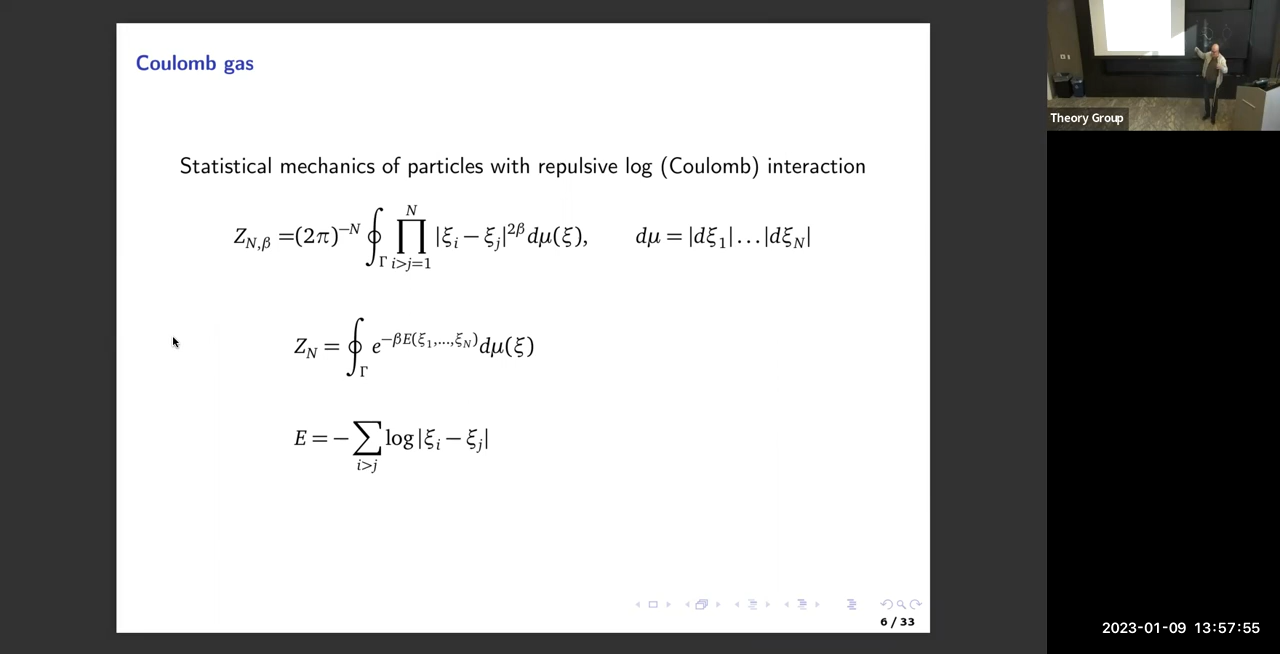 Coulomb gas
Statistical mechanics of particles with repulsive log (Coulomb) interaction
Z_{N,β} =(2π)^{−N} ∮_Γ ∏_{i>j=1}^{N} |ξ_i − ξ_j|^{2β} dμ(ξ), dμ = |dξ_1| … |dξ_N|
Z_N = ∮_Γ e^{−βE(ξ_1,...,ξ_N)} dμ(ξ)
E = − ∑_{i>j} log|ξ_i − ξ_j|
6 / 33
Theory Group
2023-01-09 13:57:55